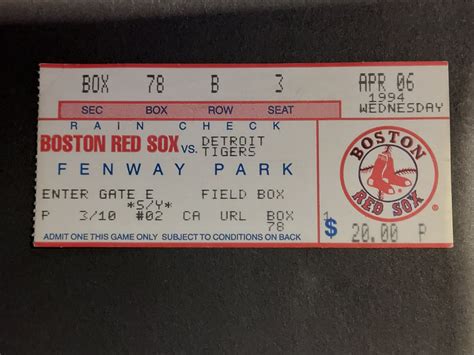 BOX 78 B 3 APR 06
SEC BOX ROW SEAT 1994
WEDNESDAY
RAIN CHECK
BOSTON RED SOX VS. DETROIT
TIGERS
FENWAY PARK
BOSTON
RED SOX
ENTER GATE E FIELD BOX
*S/Y*
P 3/10 #02 CA URL BOX
78
ADMIT ONE THIS GAME ONLY SUBJECT TO CONDITIONS ON BACK
$ 20.00 P